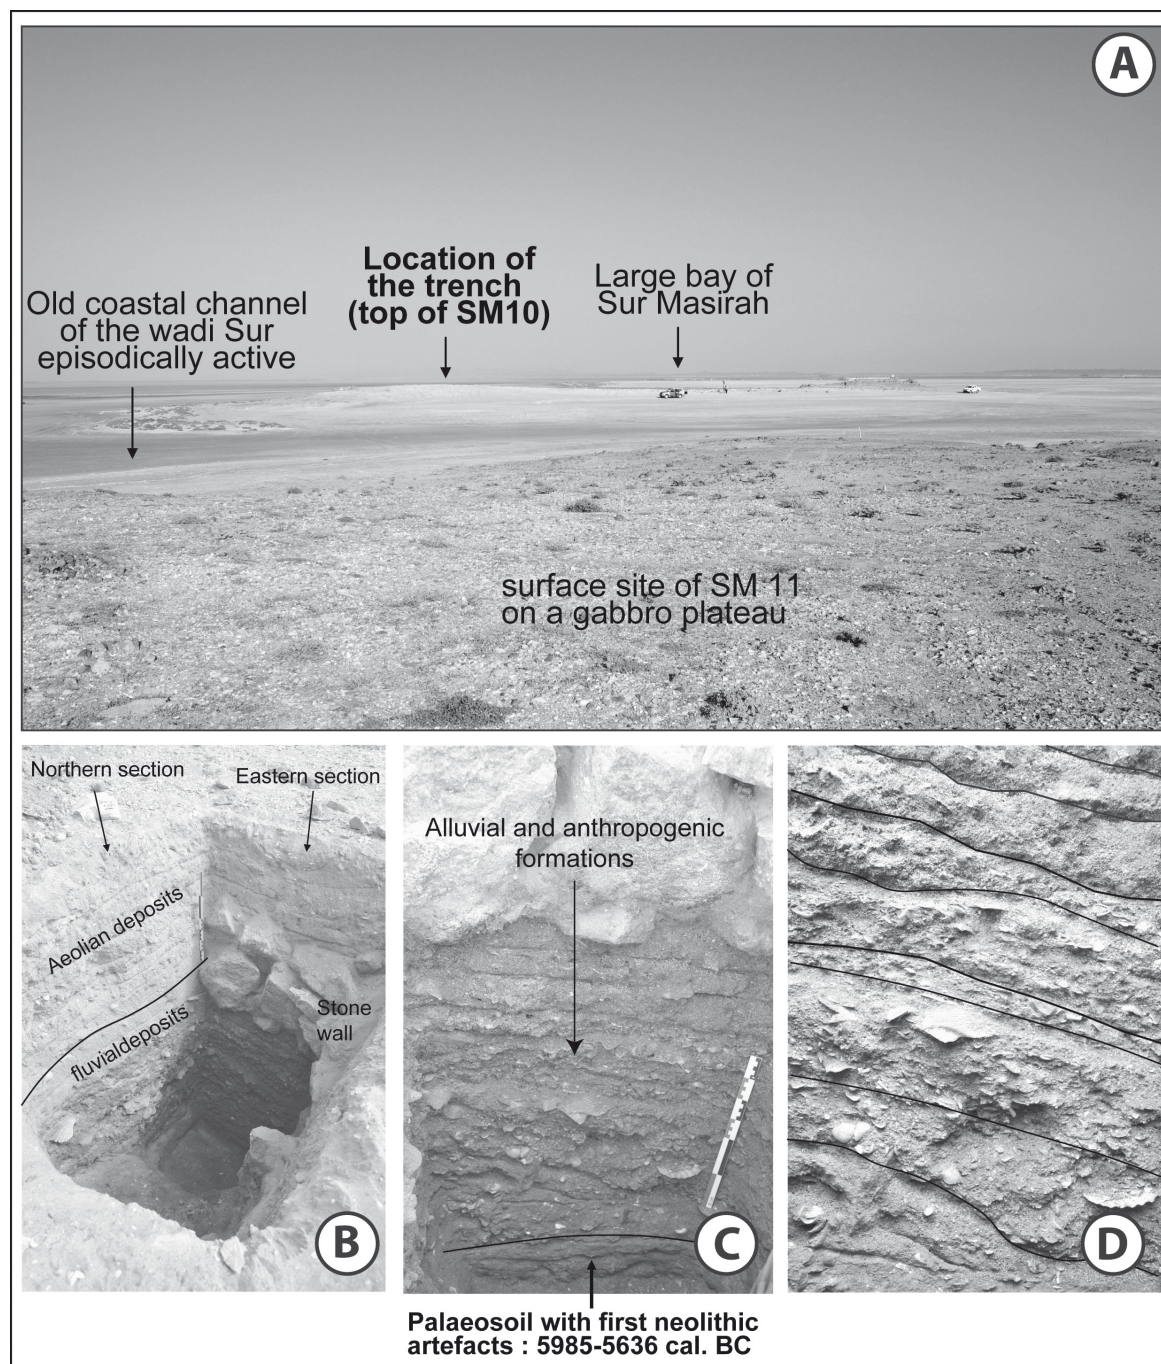 A
Location of
the trench
(top of SM10)
Large bay of
Sur Masirah
Old coastal channel
of the wadi Sur
episodically active
surface site of SM 11
on a gabbro plateau
Northern section
Eastern section
Aeolian deposits
fluvialdeposits
Stone
wall
B
Alluvial and anthropogenic
formations
C
D
Palaeosoil with first neolithic
artefacts : 5985-5636 cal. BC